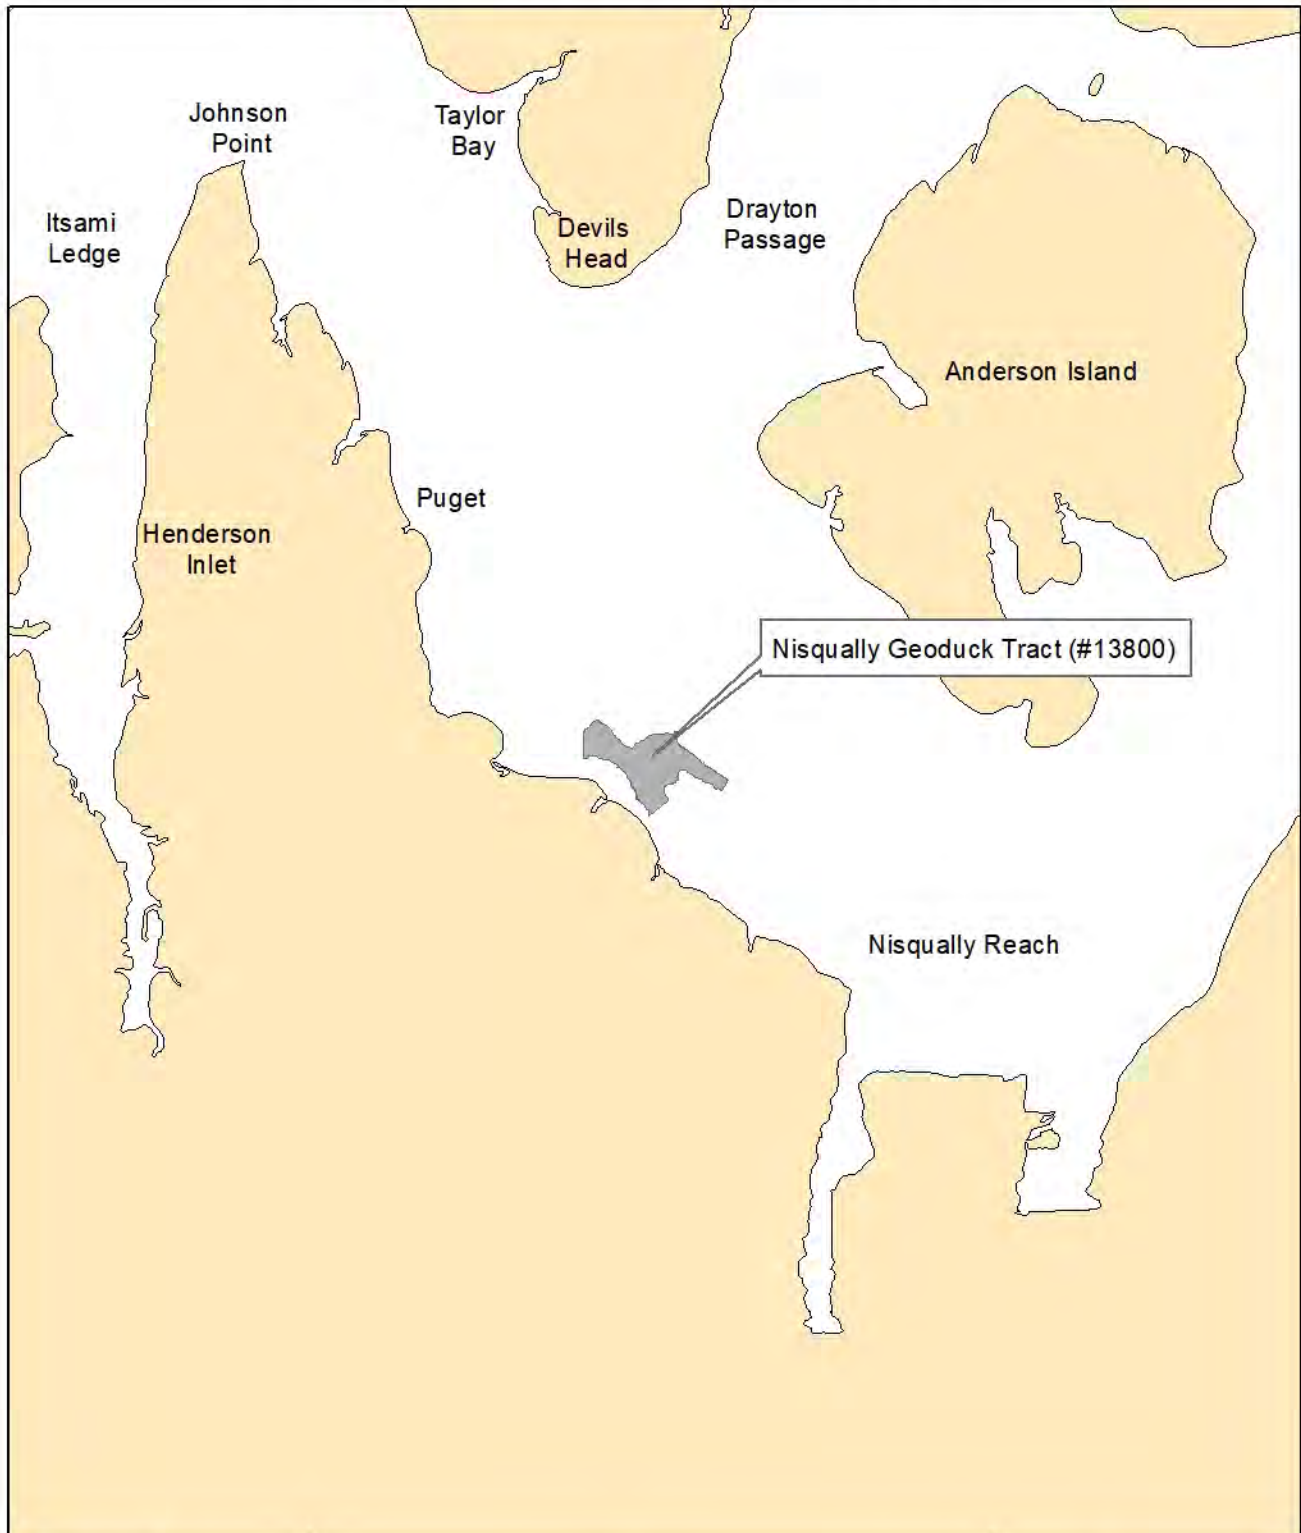 Johnson
Point
Taylor
Bay
Itsami
Ledge
Devils
Head
Drayton
Passage
Anderson Island
Puget
Henderson
Inlet
Nisqually Geoduck Tract (#13800)
Nisqually Reach